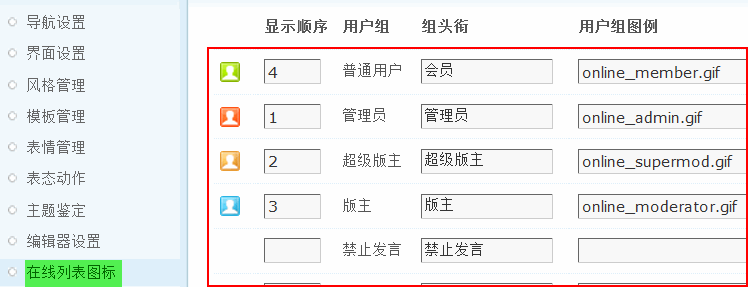 导航设置
界面设置
风格管理
模板管理
表情管理
表态动作
主题鉴定
编辑器设置
在线列表图标
显示顺序 用户组 组头衔 用户组图例
4 普通用户 会员 online_member.gif
1 管理员 管理员 online_admin.gif
2 超级版主 超级版主 online_supermod.gif
3 版主 版主 online_moderator.gif
禁止发言 禁止发言